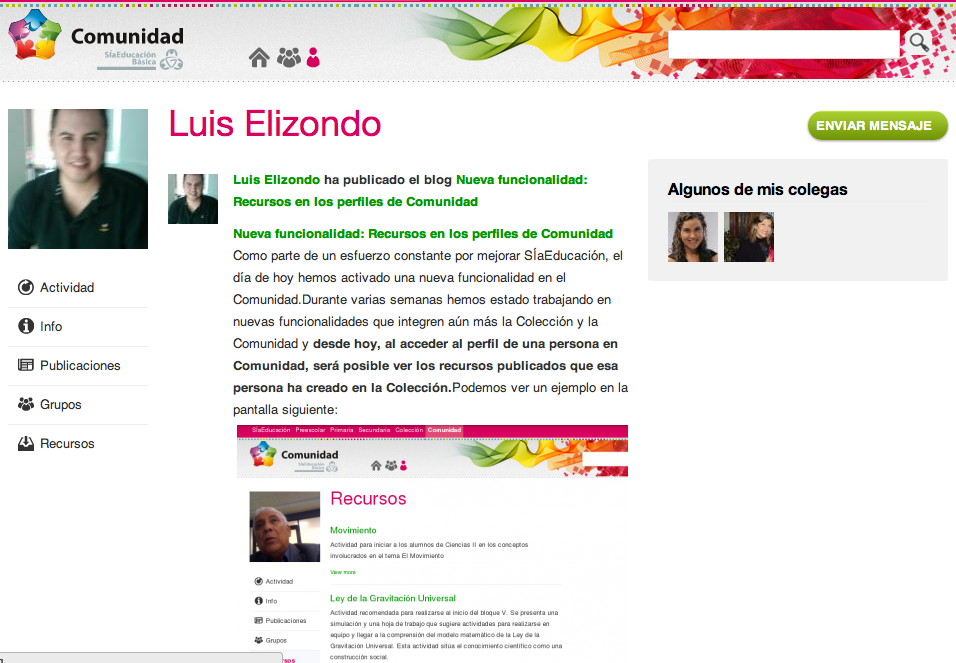 Comunidad
SíaEducación
Básica
Luis Elizondo
ENVIAR MENSAJE
Actividad
Info
Publicaciones
Grupos
Recursos
Luis Elizondo ha publicado el blog Nueva funcionalidad:
Recursos en los perfiles de Comunidad
Nueva funcionalidad: Recursos en los perfiles de Comunidad
Como parte de un esfuerzo constante por mejorar SÍaEducación, el
día de hoy hemos activado una nueva funcionalidad en el
Comunidad.Durante varias semanas hemos estado trabajando en
nuevas funcionalidades que integren aún más la Colección y la
Comunidad y desde hoy, al acceder al perfil de una persona en
Comunidad, será posible ver los recursos publicados que esa
persona ha creado en la Colección.Podemos ver un ejemplo en la
pantalla siguiente:
SíaEducación Preescolar Primaria Secundaria Colección Comunidad
Comunidad
SíaEducación
Básica
Recursos
Movimiento
Actividad para iniciar a los alumnos de Ciencias II en los conceptos
involucrados en el tema El Movimiento
View more
Ley de la Gravitación Universal
Actividad recomendada para realizarse al inicio del bloque V. Se presenta una
simulación y una hoja de trabajo que sugiere actividades para realizarse en
equipo y llegar a la comprensión del modelo matemático de la Ley de la
Gravitación Universal. Esta actividad sitúa el conocimiento científico como una
construcción social.
Actividad
Info
Publicaciones
Grupos
Algunos de mis colegas